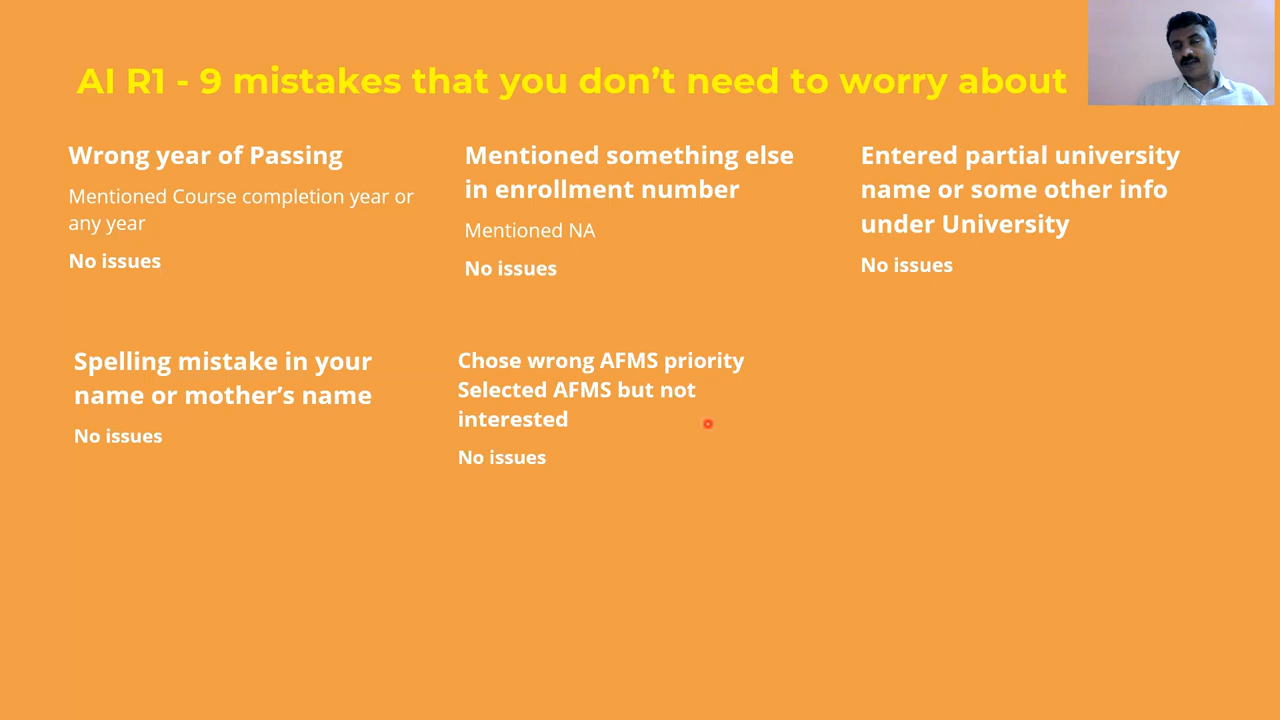 AI R1 - 9 mistakes that you don’t need to worry about
Wrong year of Passing
Mentioned Course completion year or
any year
No issues
Mentioned something else
in enrollment number
Mentioned NA
No issues
Entered partial university
name or some other info
under University
No issues
Spelling mistake in your
name or mother’s name
No issues
Chose wrong AFMS priority
Selected AFMS but not
interested
No issues